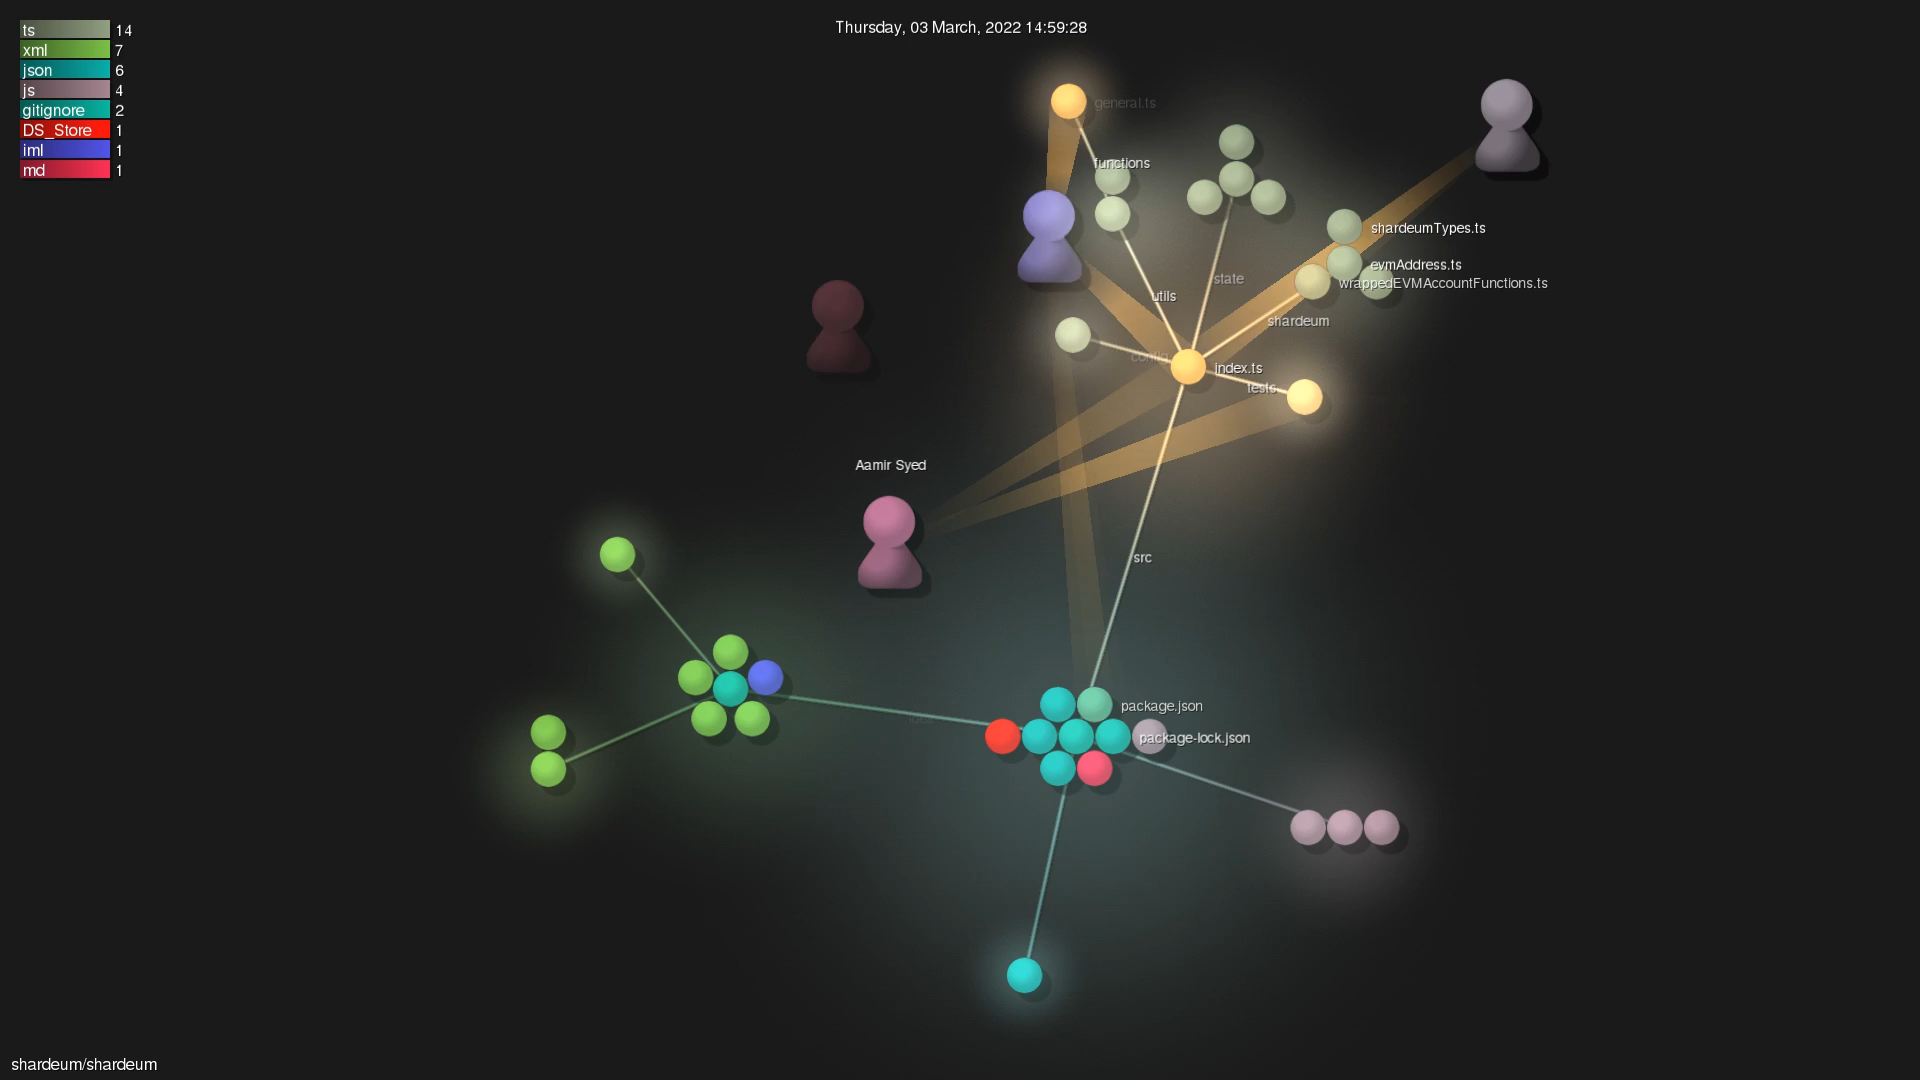 Thursday, 03 March, 2022 14:59:28
ts 14
xml 7
json 6
js 4
gitignore 2
DS_Store 1
iml 1
md 1
general.ts
functions
shardeumTypes.ts
evmAddress.ts
state
wrappedEVMAccountFunctions.ts
utils
shardeum
config
index.ts
tests
Aamir Syed
src
package.json
package-lock.json
shardeum/shardeum